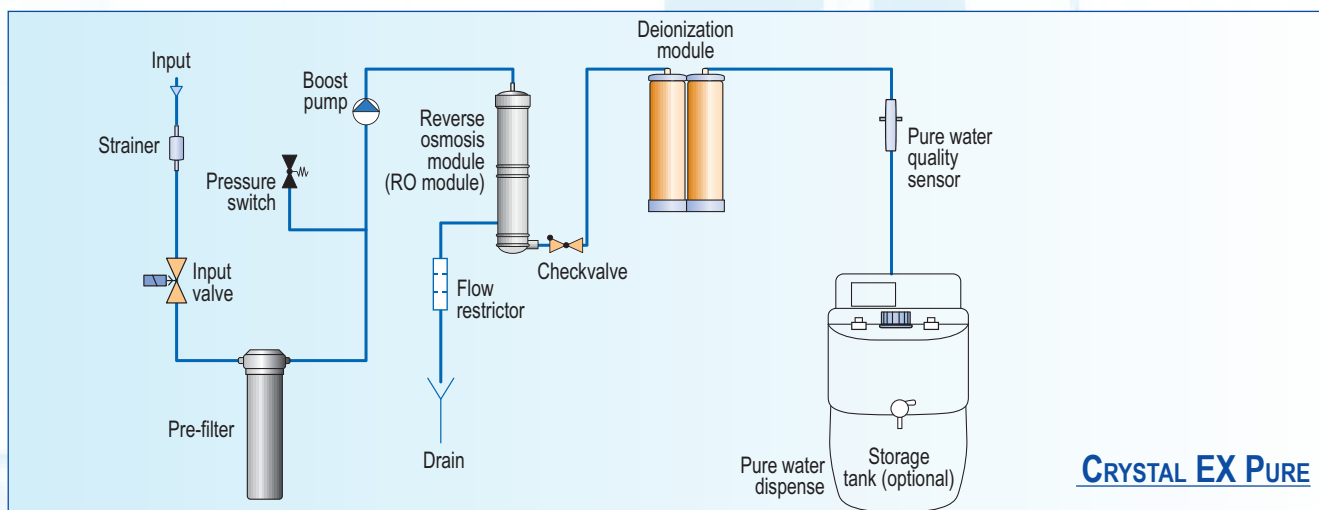 Input
Strainer
Input
valve
Pre-filter
Pressure
switch
Boost
pump
Reverse
osmosis
module
(RO module)
Flow
restrictor
Drain
Checkvalve
Deionization
module
Pure water
quality
sensor
Pure water
dispense
Storage
tank (optional)
CRYSTAL EX PURE